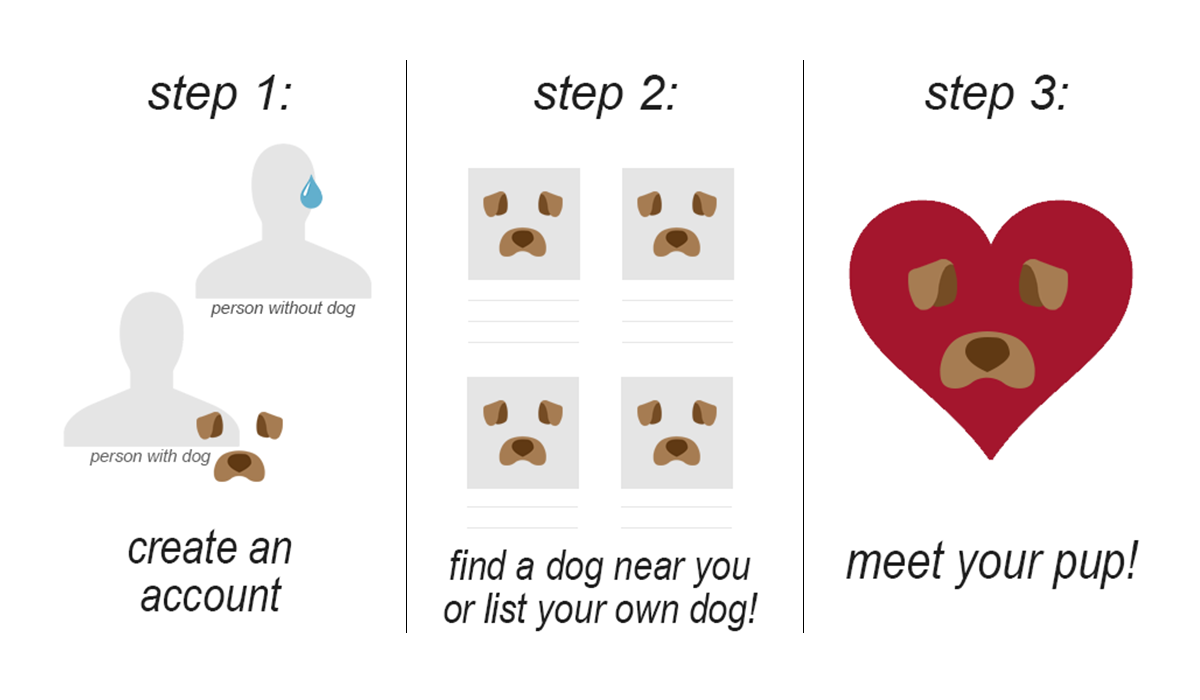 step 1:
person without dog
person with dog
create an
account
step 2:
find a dog near you
or list your own dog!
step 3:
meet your pup!